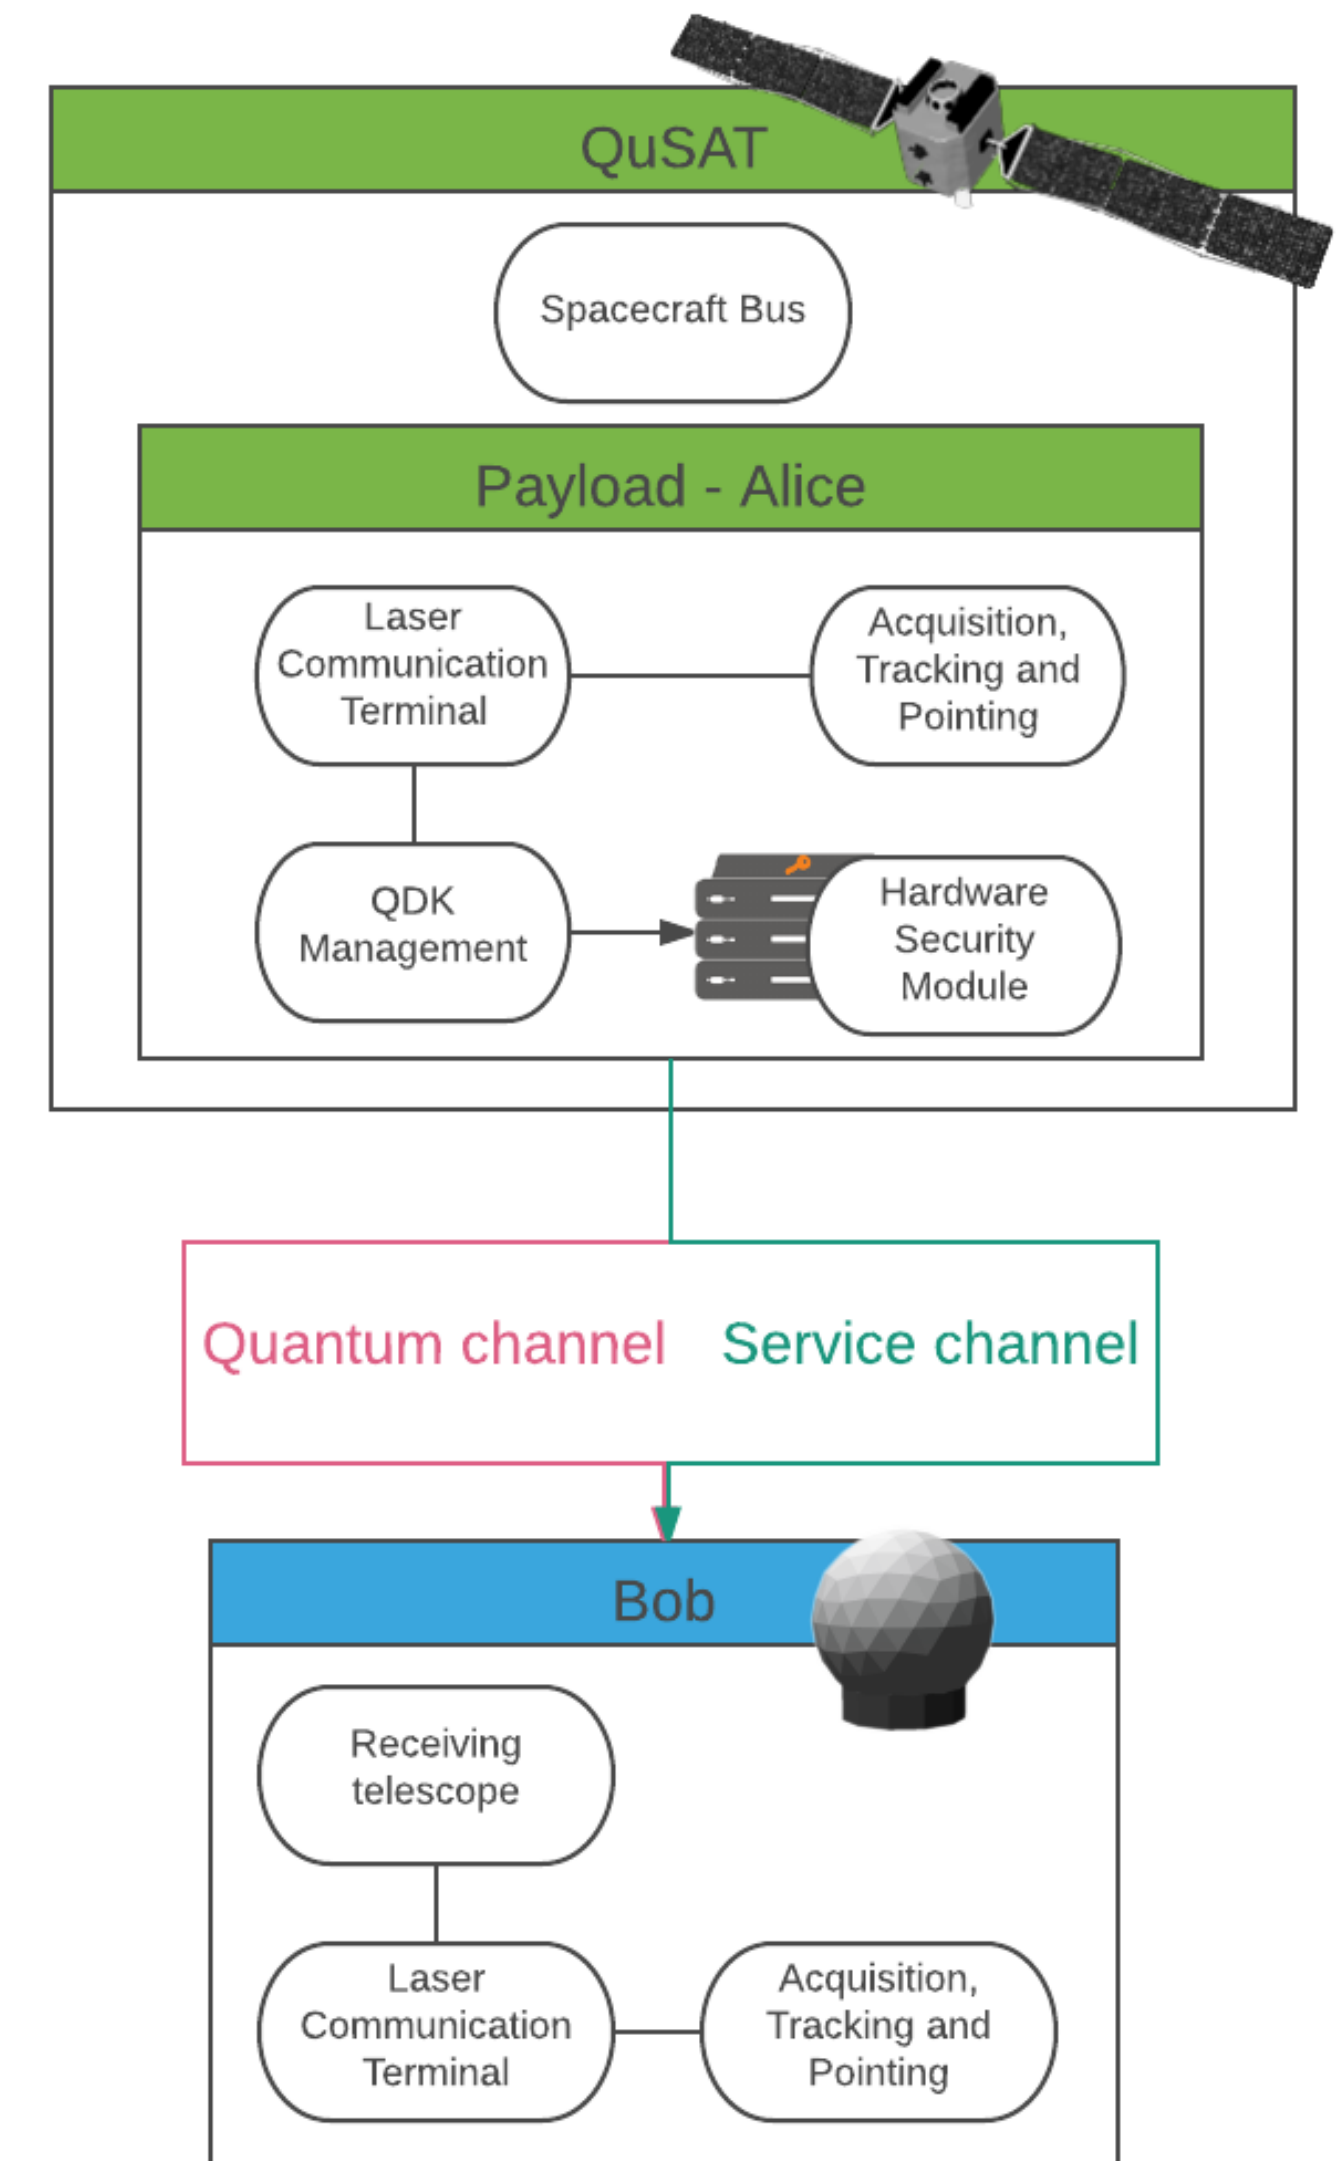 QuSAT
Spacecraft Bus
Payload - Alice
Laser
Communication
Terminal
Acquisition,
Tracking and
Pointing
QDK
Management
Hardware
Security
Module
Quantum channel
Service channel
Bob
Receiving
telescope
Laser
Communication
Terminal
Acquisition,
Tracking and
Pointing